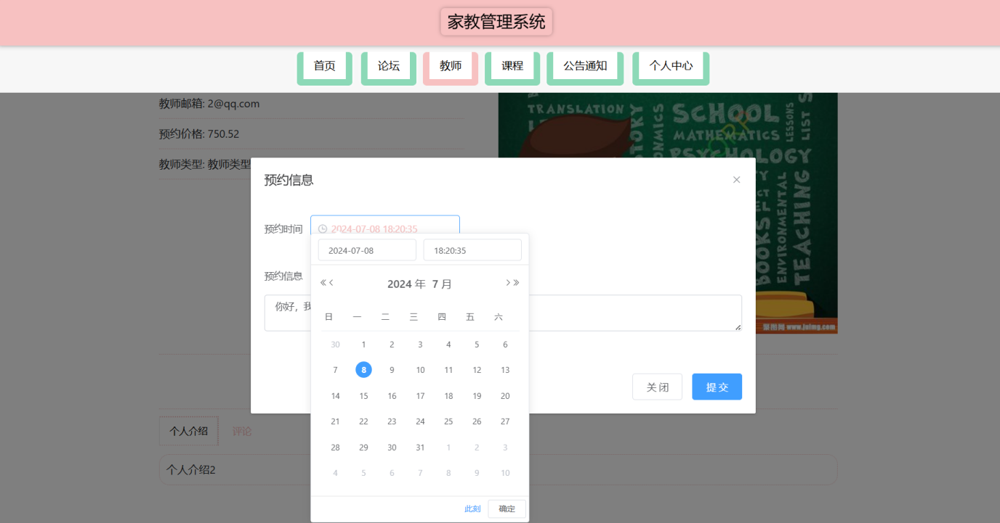 家教管理系统
首页 论坛 教师 课程 公告通知 个人中心
教师邮箱: 2@qq.com
预约价格: 750.52
教师类型: 教师类型
TRANSLATION
SCHOOL
MATHEMATICS
PSYCHOLOGY
LESSONS
LIST
BOOKS
ENVIRONMENTAL
TEACHING
聚图网 www.juimg.com
预约信息
预约时间 2024-07-08 18:20:35
2024-07-08 18:20:35
预约信息
你好，我
2024 年 7 月
日 一 二 三 四 五 六
30 1 2 3 4 5 6
7 8 9 10 11 12 13
14 15 16 17 18 19 20
21 22 23 24 25 26 27
28 29 30 31 1 2 3
4 5 6 7 8 9 10
此刻 确定
关闭 提交
个人介绍 评论
个人介绍2